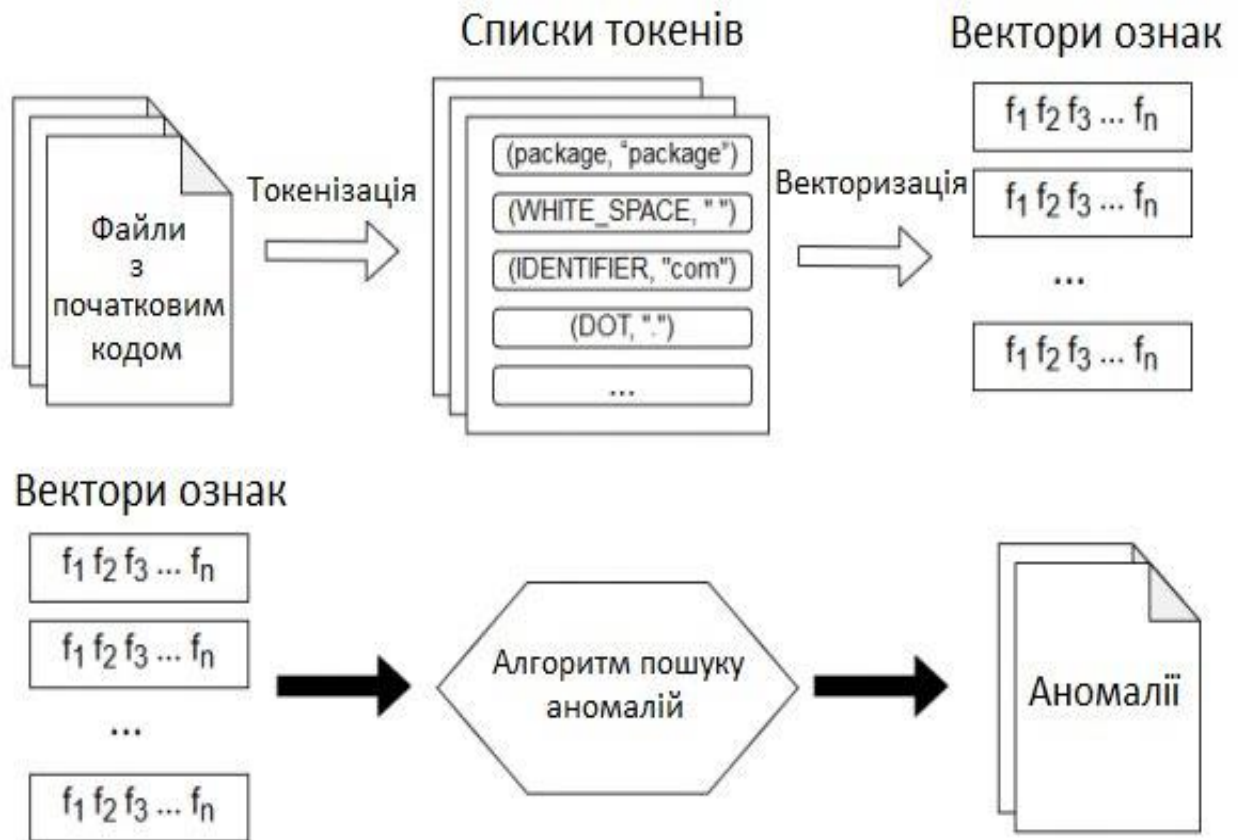 Списки токенів
Вектори ознак
Файли
з
початковим
кодом
Токенізація
(package, "package")
(WHITE_SPACE, " ")
(IDENTIFIER, "com")
(DOT, ".")
...
Векторизація
f1 f2 f3 ... fn
f1 f2 f3 ... fn
...
f1 f2 f3 ... fn
Вектори ознак
f1 f2 f3 ... fn
f1 f2 f3 ... fn
...
f1 f2 f3 ... fn
Алгоритм пошуку
аномалій
Аномалії